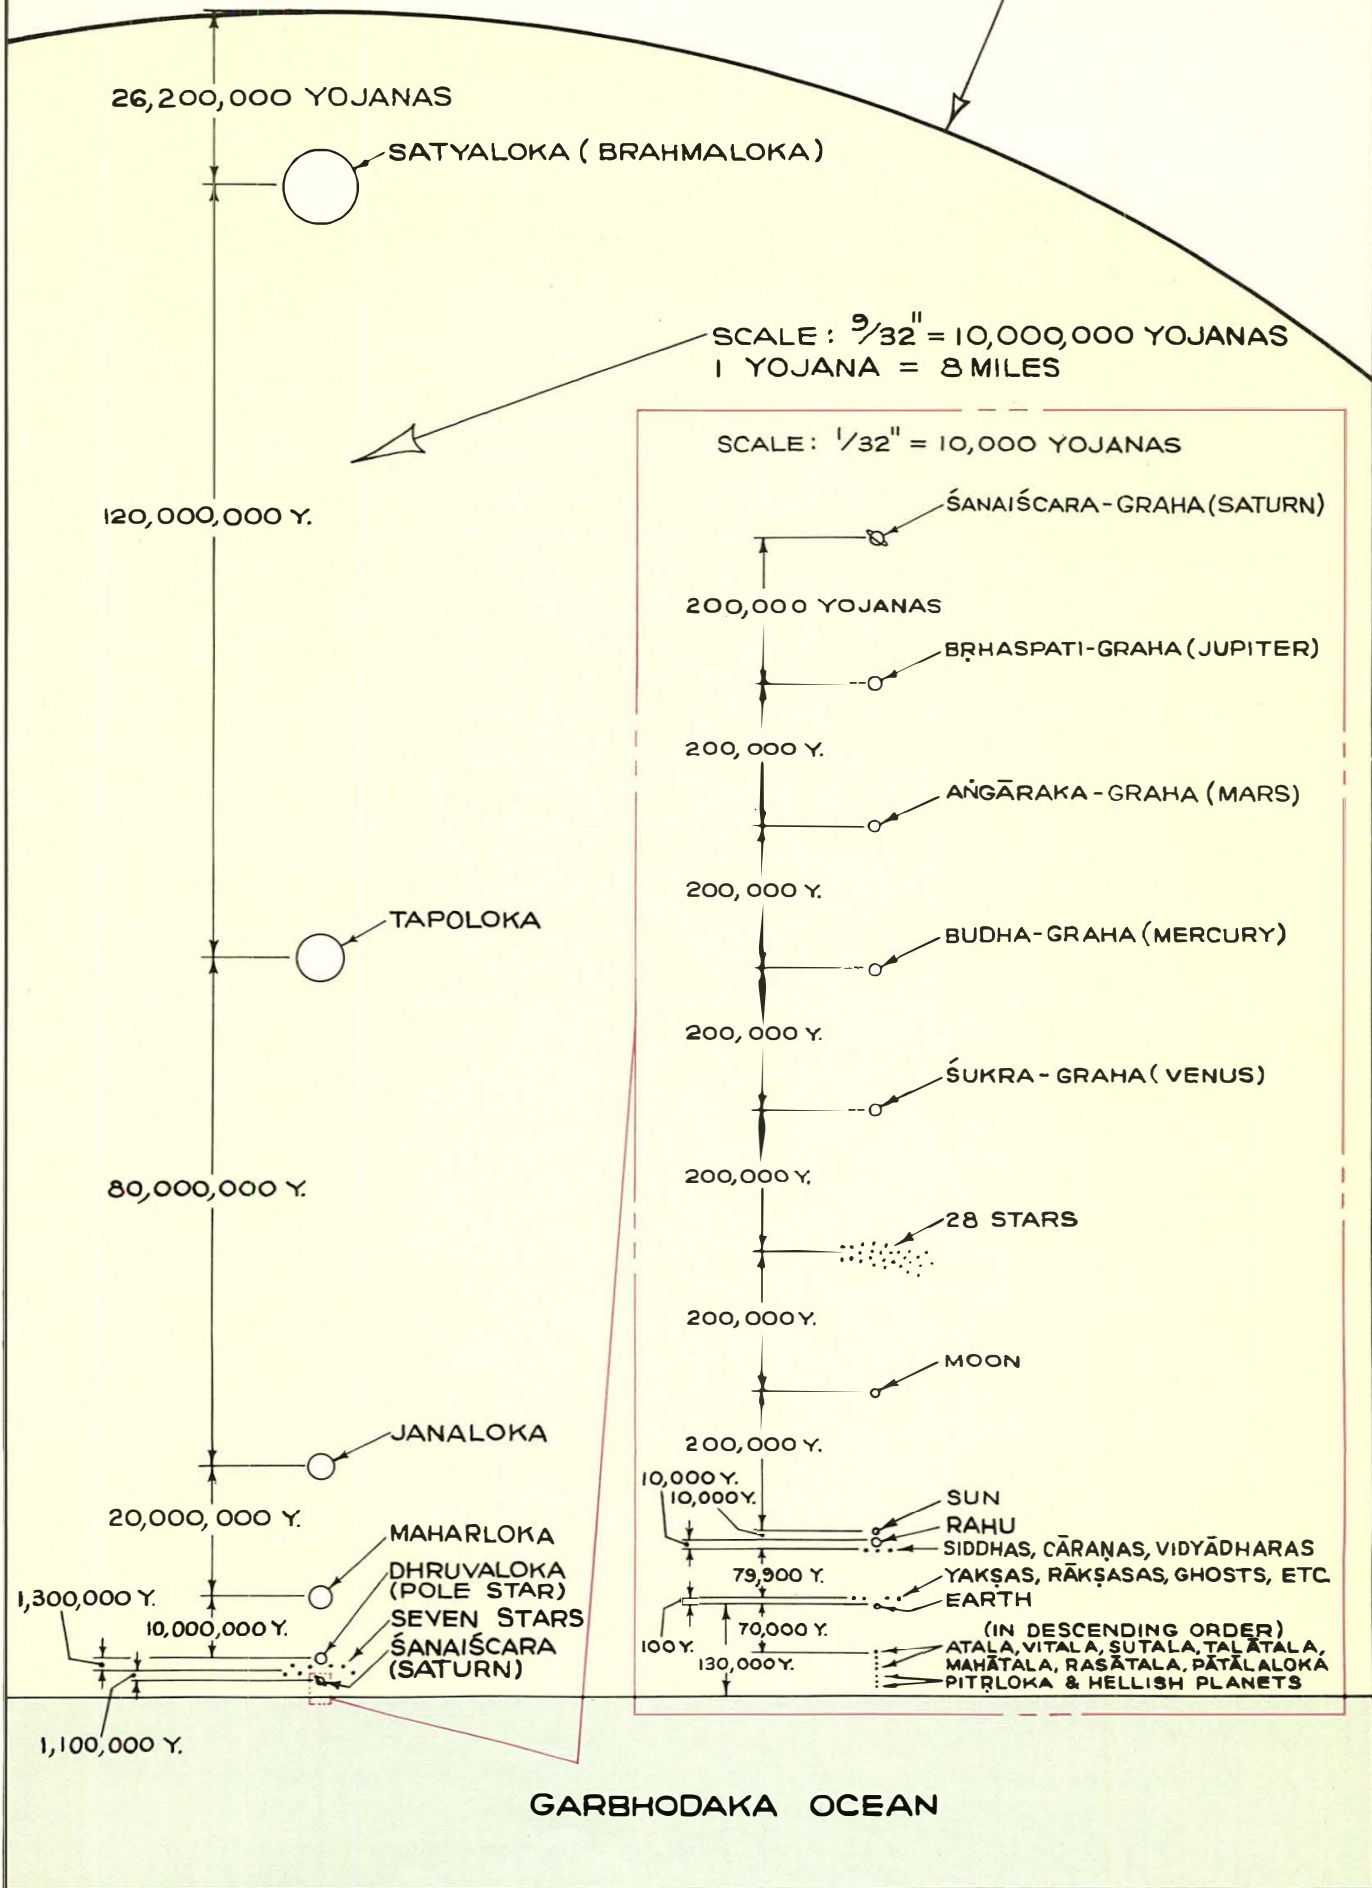 26,200,000 YOJANAS
SATYALOKA (BRAHMALOKA)
SCALE: 9/32" = 10,000,000 YOJANAS
1 YOJANA = 8 MILES
120,000,000 Y.
TAPOLOKA
80,000,000 Y.
JANALOKA
20,000,000 Y.
MAHARLOKA
DHRUVALOKA
(POLE STAR)
1,300,000 Y.
10,000,000 Y.
SEVEN STARS
ŚANAIŚCARA
(SATURN)
1,100,000 Y.
SCALE: 1/32" = 10,000 YOJANAS
ŚANAIŚCARA-GRAHA (SATURN)
200,000 YOJANAS
BṚHASPATI-GRAHA (JUPITER)
200,000 Y.
AṄGĀRAKA-GRAHA (MARS)
200,000 Y.
BUDHA-GRAHA (MERCURY)
200,000 Y.
ŚUKRA-GRAHA (VENUS)
200,000 Y.
28 STARS
200,000 Y.
MOON
200,000 Y.
10,000 Y.
10,000 Y.
SUN
RAHU
SIDDHAS, CĀRAṆAS, VIDYĀDHARAS
79,900 Y.
YAKṢAS, RĀKṢASAS, GHOSTS, ETC
EARTH
100 Y.
70,000 Y.
130,000 Y.
(IN DESCENDING ORDER)
ATALA, VITALA, SUTALA, TALĀTALA,
MAHĀTALA, RASĀTALA, PĀTĀLALOKA
PITṚLOKA & HELLISH PLANETS
GARBHODAKA OCEAN